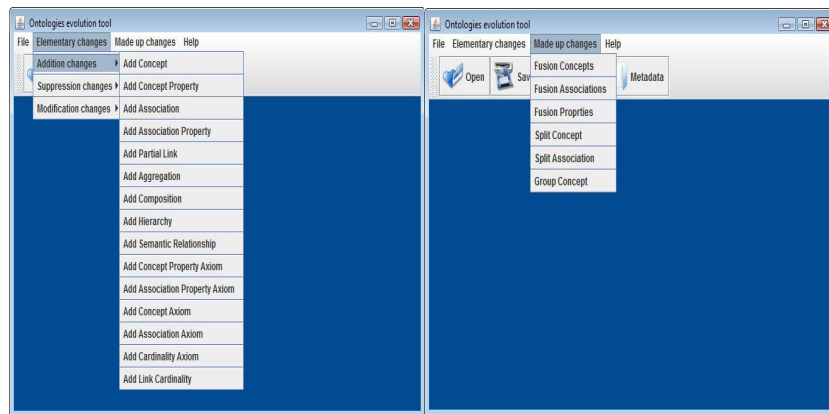 Ontologies evolution tool
File Elementary changes Made up changes Help
Addition changes
Suppression changes
Modification changes
Add Concept
Add Concept Property
Add Association
Add Association Property
Add Partial Link
Add Aggregation
Add Composition
Add Hierarchy
Add Semantic Relationship
Add Concept Property Axiom
Add Association Property Axiom
Add Concept Axiom
Add Association Axiom
Add Cardinality Axiom
Add Link Cardinality
Ontologies evolution tool
File Elementary changes Made up changes Help
Open Sav Metadata
Fusion Concepts
Fusion Associations
Fusion Proprties
Split Concept
Split Association
Group Concept